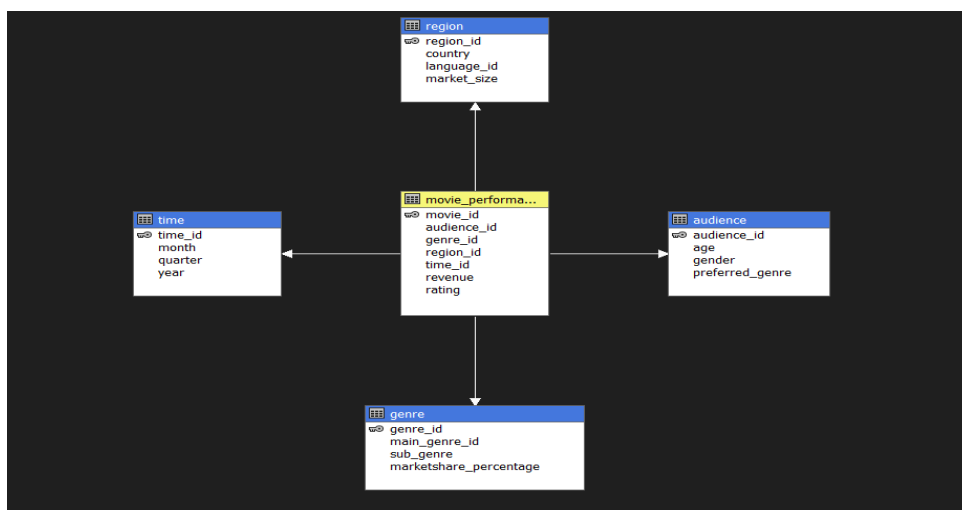 region
region_id
country
language_id
market_size
movie_performa...
movie_id
audience_id
genre_id
region_id
time_id
revenue
rating
time
time_id
month
quarter
year
audience
audience_id
age
gender
preferred_genre
genre
genre_id
main_genre_id
sub_genre
marketshare_percentage